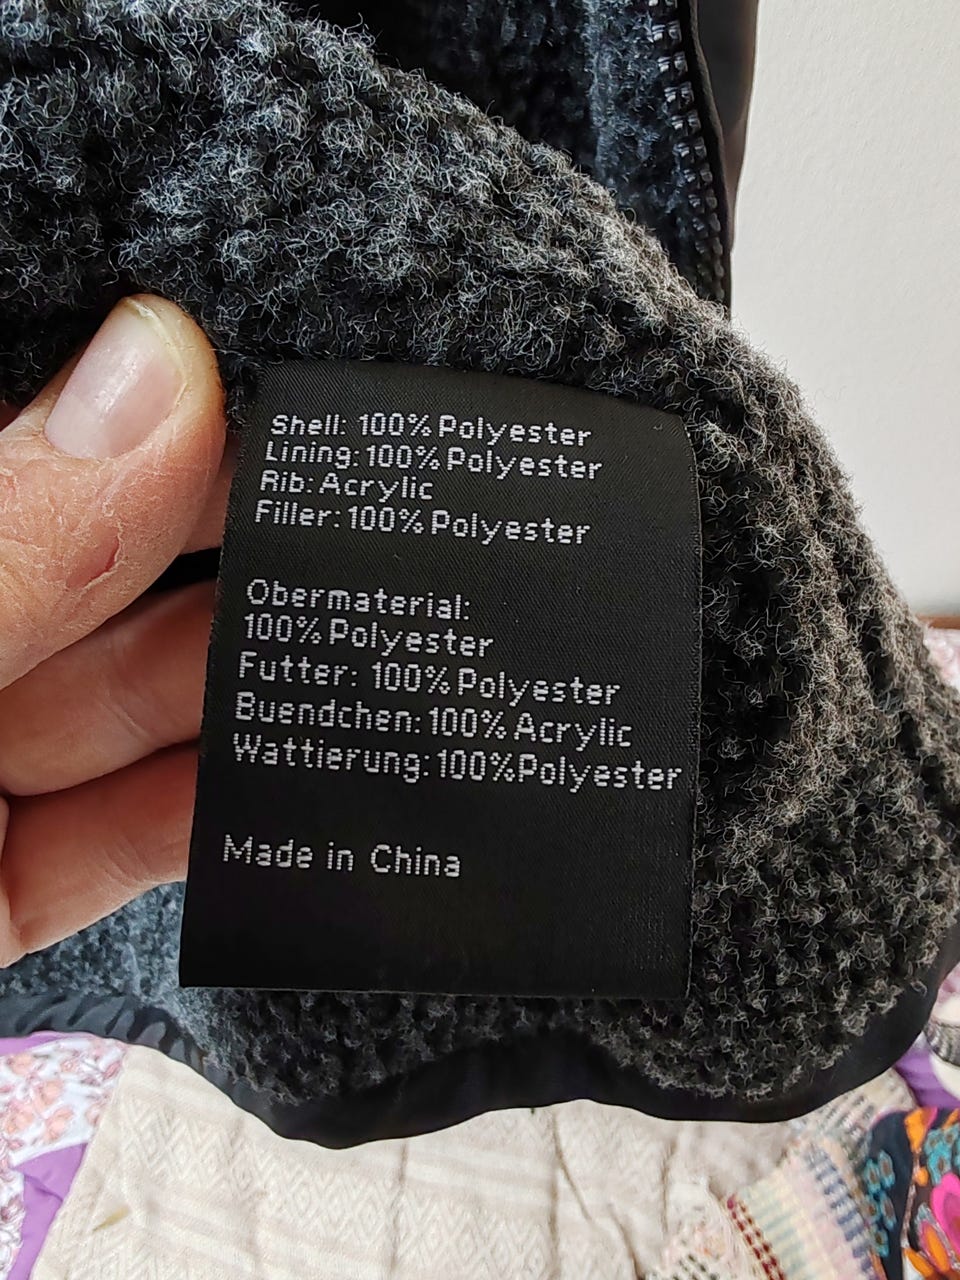 Shell: 100% Polyester
Lining: 100% Polyester
Rib: Acrylic
Filler: 100% Polyester
Obermaterial:
100% Polyester
Futter: 100% Polyester
Buendchen: 100% Acrylic
Wattierung: 100%Polyester
Made in China